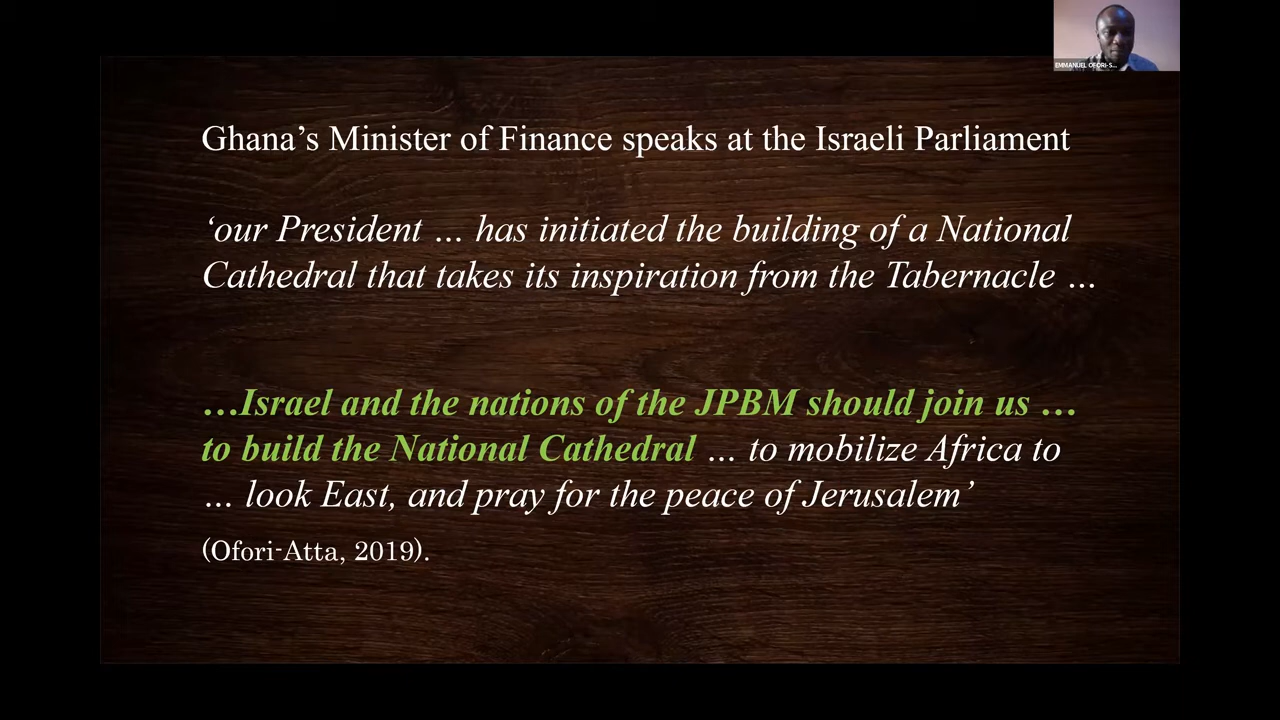 EMMANUEL OFORI-S...
Ghana’s Minister of Finance speaks at the Israeli Parliament
‘our President … has initiated the building of a National
Cathedral that takes its inspiration from the Tabernacle …
…Israel and the nations of the JPBM should join us …
to build the National Cathedral … to mobilize Africa to
… look East, and pray for the peace of Jerusalem’
(Ofori-Atta, 2019).